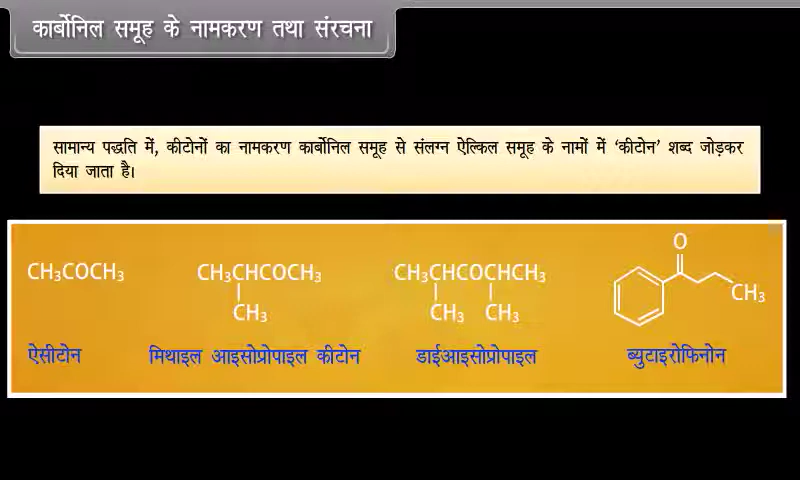 कार्बोनिल समूह के नामकरण तथा संरचना
सामान्य पद्धति में, कीटोनों का नामकरण कार्बोनिल समूह से संलग्न ऐल्किल समूह के नामों में ‘कीटोन’ शब्द जोड़कर
दिया जाता है।
O
CH₃COCH₃ CH₃CHCOCH₃ CH₃CHCOCHCH₃
CH₃
CH₃ CH₃ CH₃
ऐसीटोन मिथाइल आइसोप्रोपाइल कीटोन डाईआइसोप्रोपाइल ब्युटाइरोफिनोन